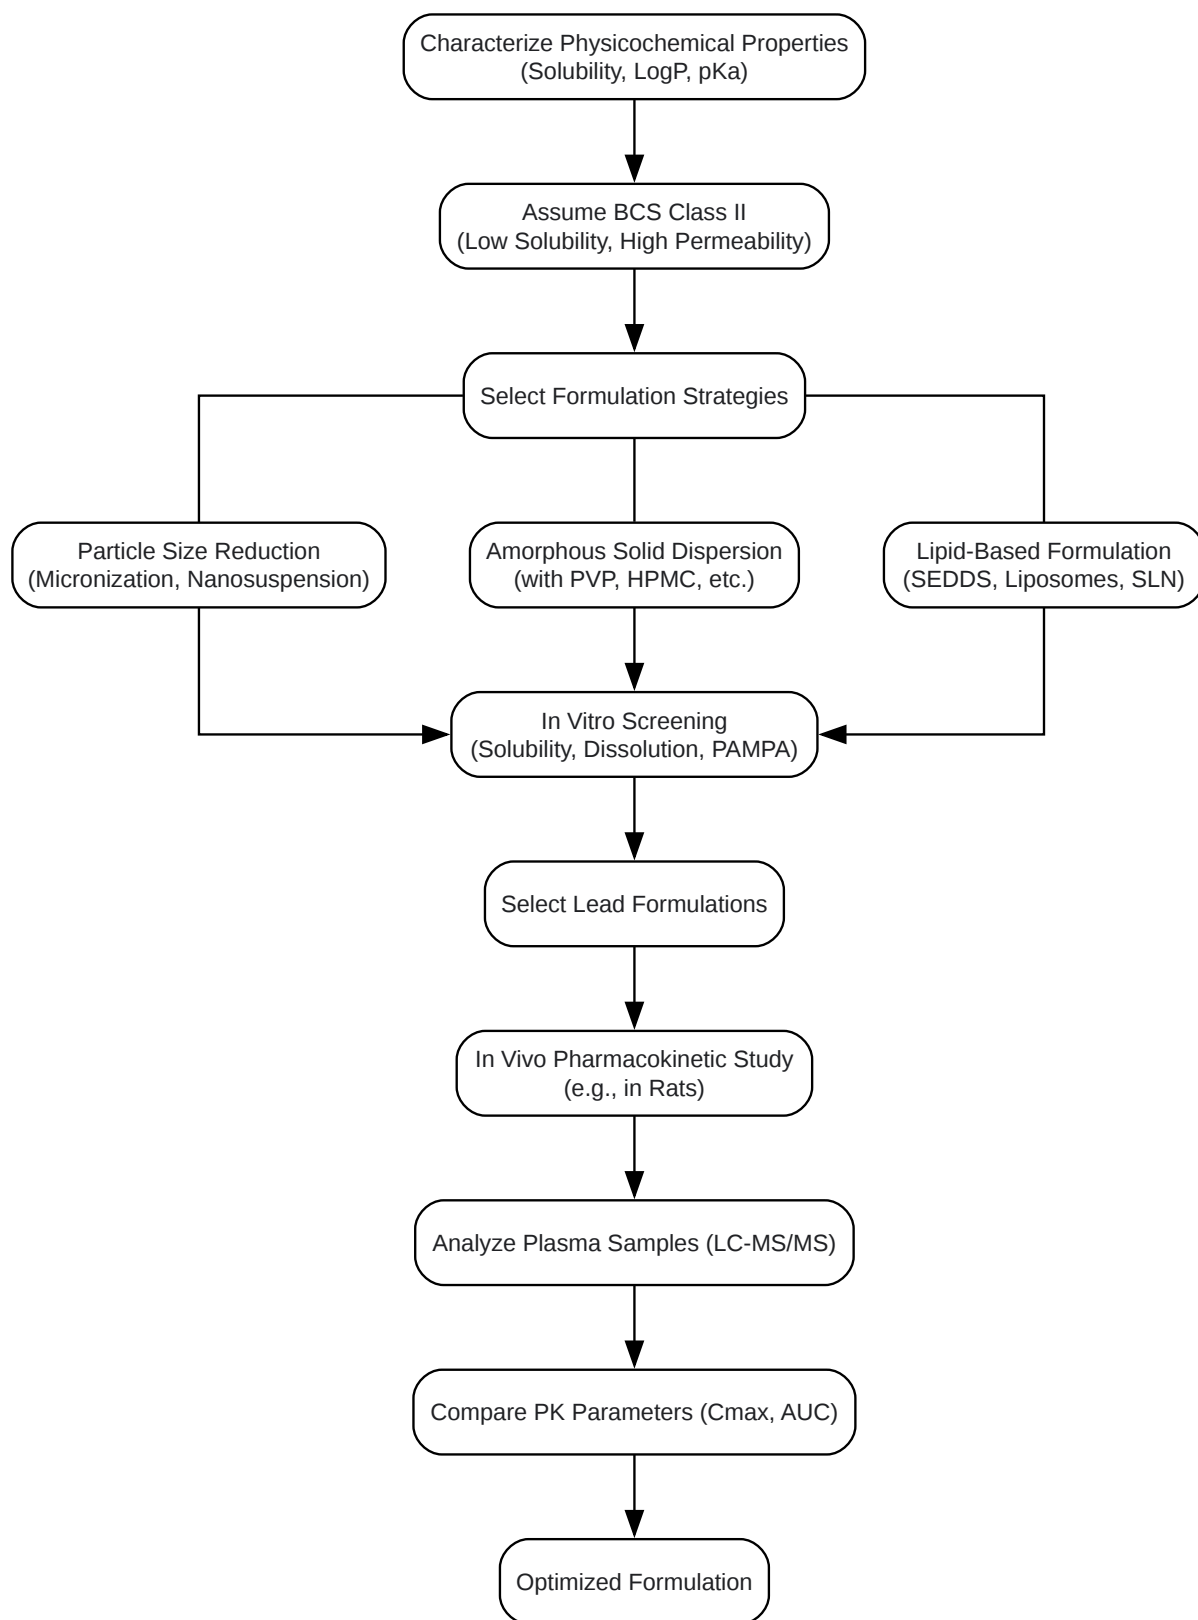 Characterize Physicochemical Properties
(Solubility, LogP, pKa)
Assume BCS Class II
(Low Solubility, High Permeability)
Select Formulation Strategies
Particle Size Reduction
(Micronization, Nanosuspension)
Amorphous Solid Dispersion
(with PVP, HPMC, etc.)
Lipid-Based Formulation
(SEDDS, Liposomes, SLN)
In Vitro Screening
(Solubility, Dissolution, PAMPA)
Select Lead Formulations
In Vivo Pharmacokinetic Study
(e.g., in Rats)
Analyze Plasma Samples (LC-MS/MS)
Compare PK Parameters (Cmax, AUC)
Optimized Formulation